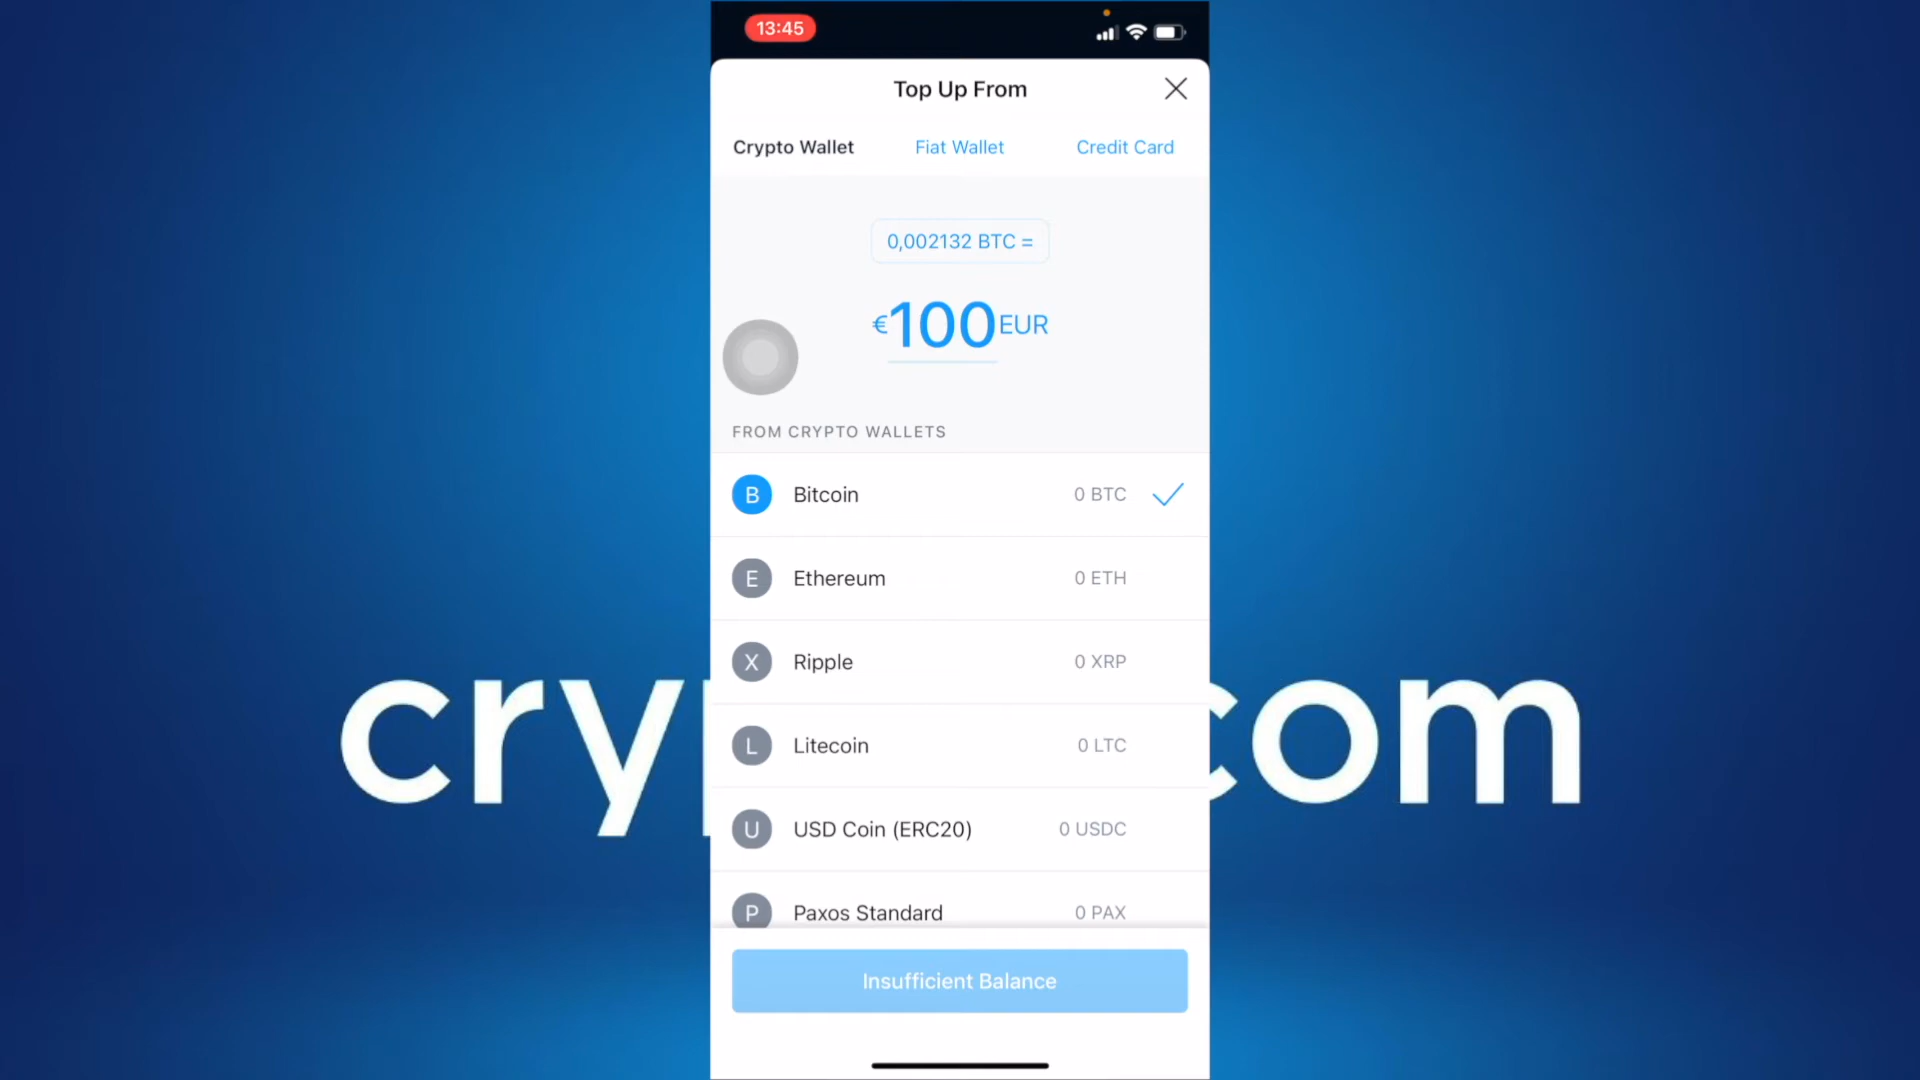 13:45
Top Up From
Crypto Wallet Fiat Wallet Credit Card
0,002132 BTC =
€100EUR
FROM CRYPTO WALLETS
B Bitcoin 0 BTC
E Ethereum 0 ETH
X Ripple 0 XRP
L Litecoin 0 LTC
U USD Coin (ERC20) 0 USDC
P Paxos Standard 0 PAX
Insufficient Balance
cry com